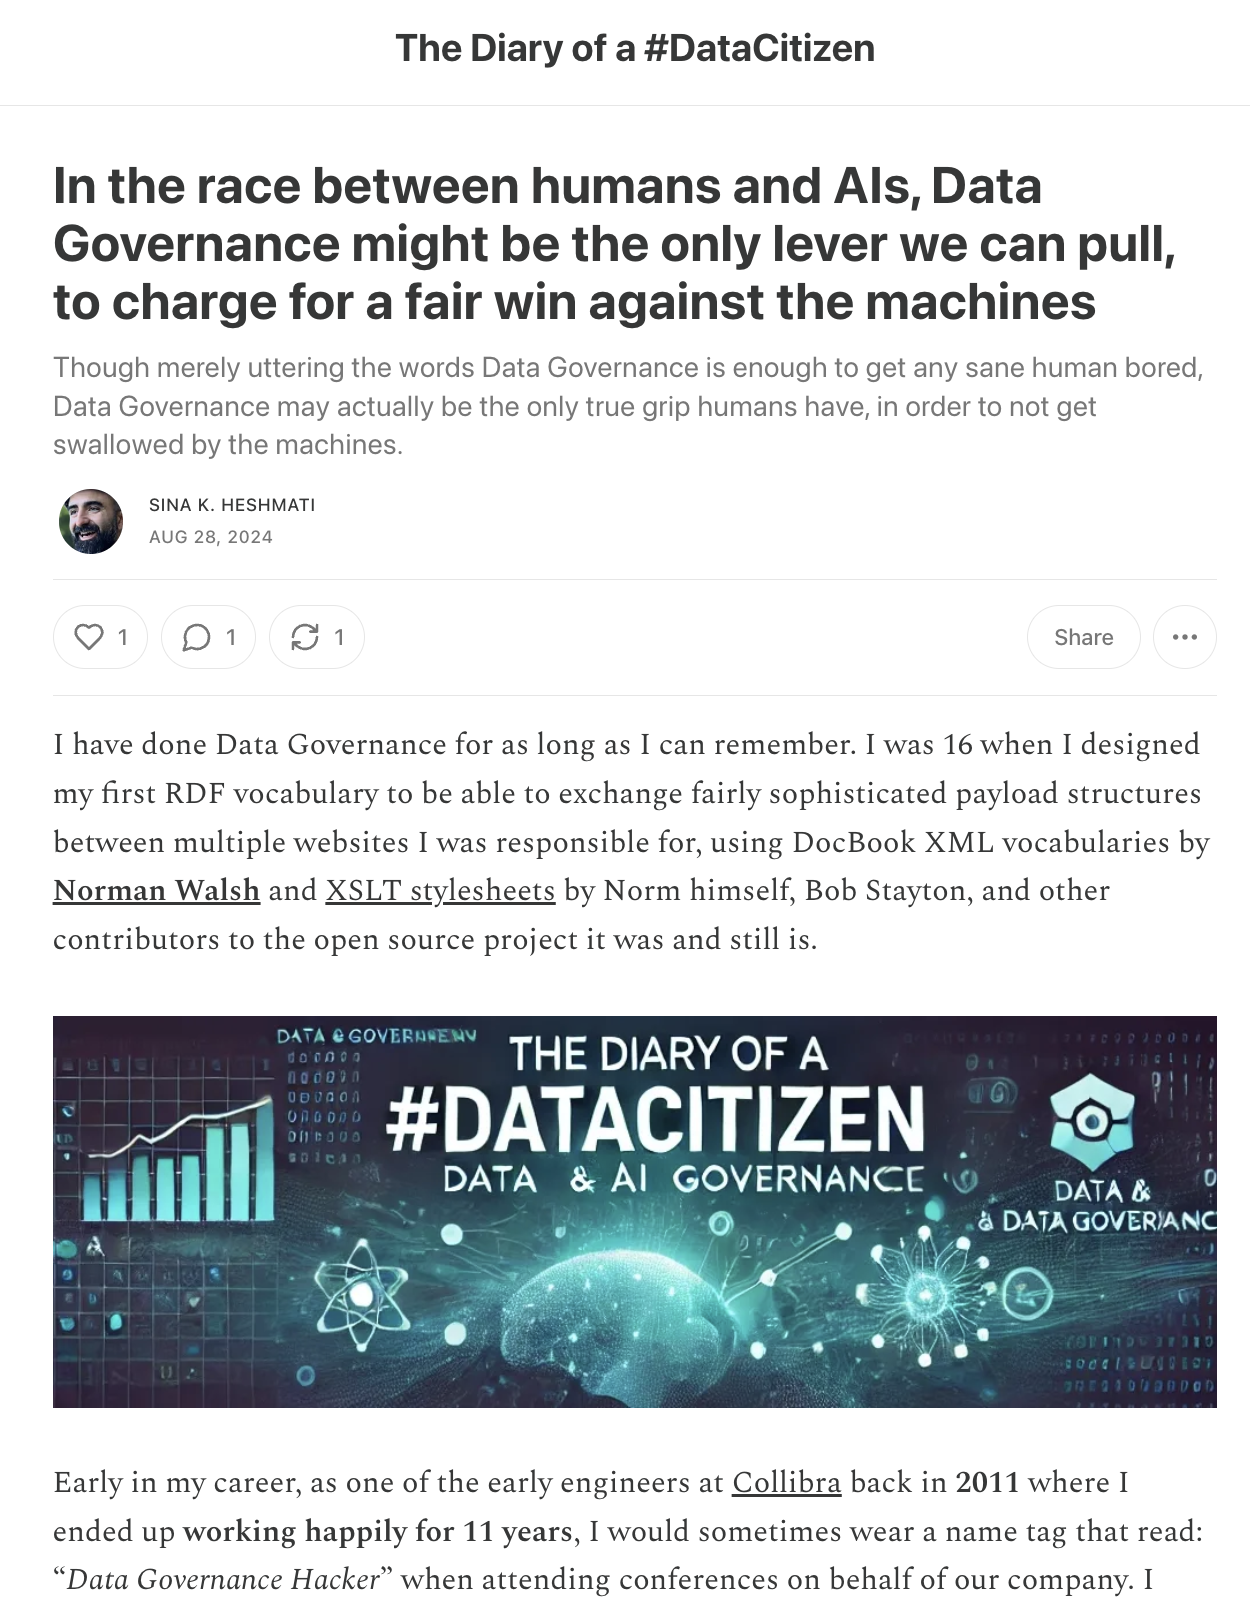 The Diary of a #DataCitizen
In the race between humans and AIs, Data
Governance might be the only lever we can pull,
to charge for a fair win against the machines
Though merely uttering the words Data Governance is enough to get any sane human bored,
Data Governance may actually be the only true grip humans have, in order to not get
swallowed by the machines.
SINA K. HESHMATI
AUG 28, 2024
1 1 1 Share
I have done Data Governance for as long as I can remember. I was 16 when I designed
my first RDF vocabulary to be able to exchange fairly sophisticated payload structures
between multiple websites I was responsible for, using DocBook XML vocabularies by
Norman Walsh and XSLT stylesheets by Norm himself, Bob Stayton, and other
contributors to the open source project it was and still is.
DATA & GOVERNMENV
THE DIARY OF A
#DATACITIZEN
DATA & AI GOVERNANCE
DATA &
& DATA GOVERIANC
Early in my career, as one of the early engineers at Collibra back in 2011 where I
ended up working happily for 11 years, I would sometimes wear a name tag that read:
“Data Governance Hacker” when attending conferences on behalf of our company. I